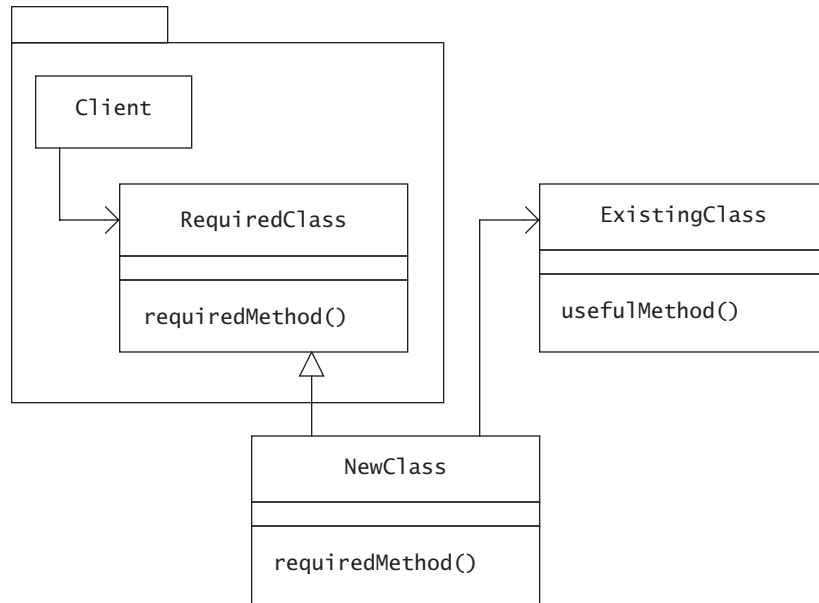 Client
RequiredClass
requiredMethod()
ExistingClass
usefulMethod()
NewClass
requiredMethod()